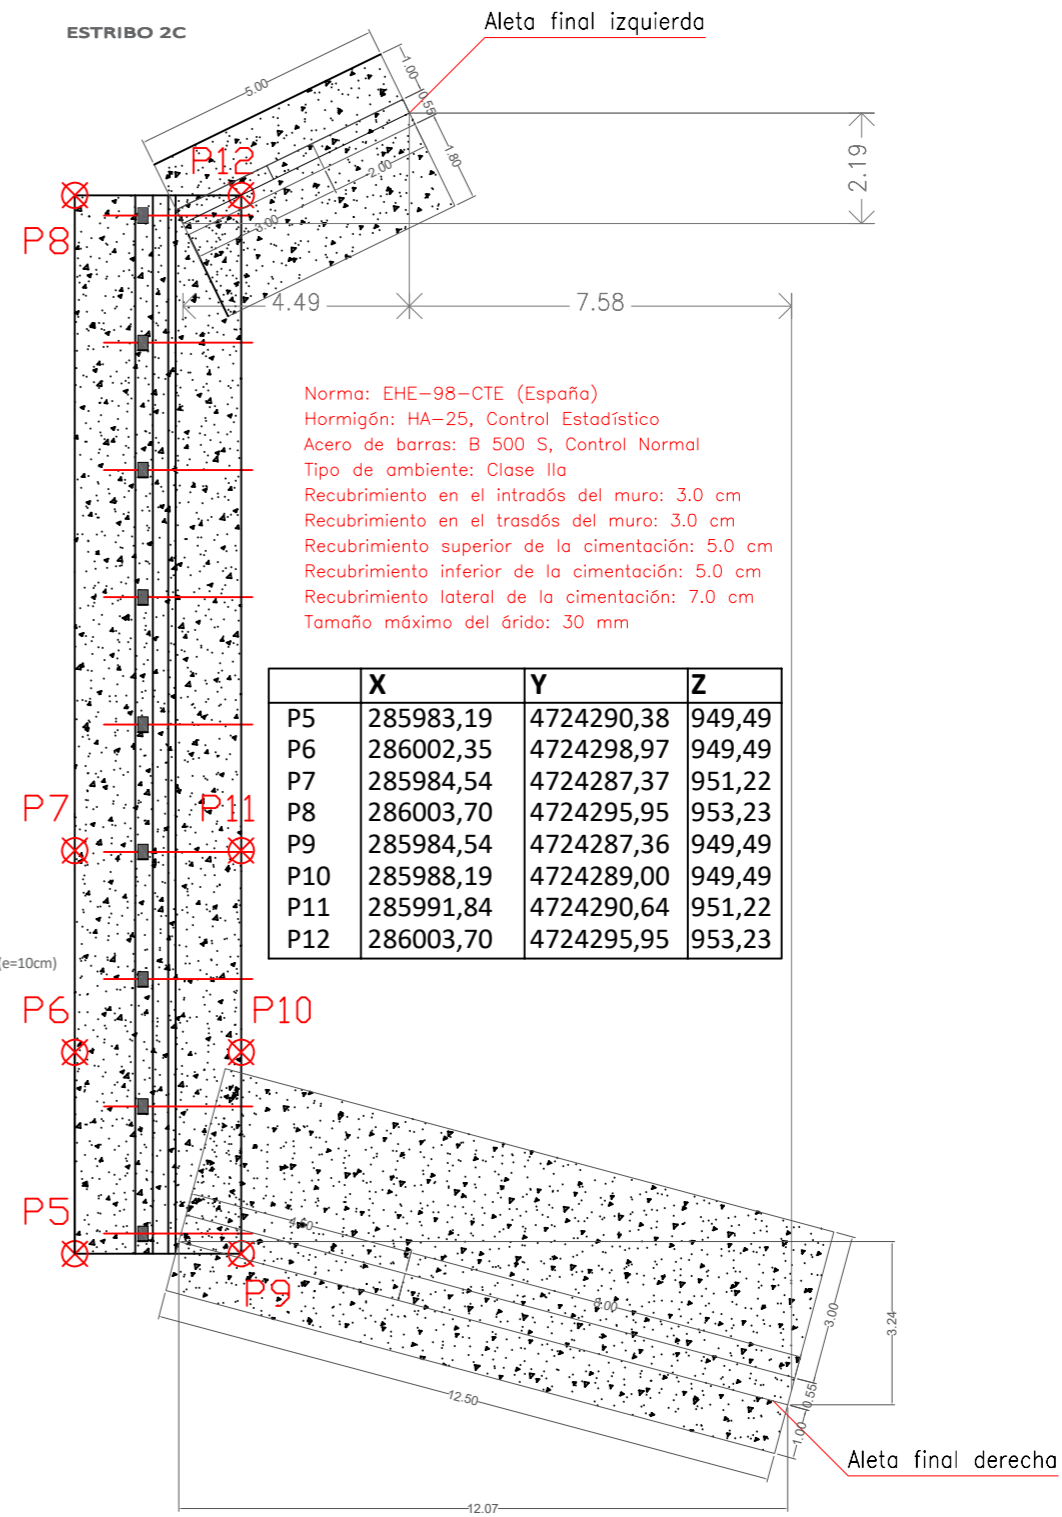 ESTRIBO 2C
Aleta final izquierda
5.00
1.00
0.55
1.80
2.00
3.00
2.19
P12
P8
4.49
7.58
Norma: EHE-98-CTE (España)
Hormigón: HA-25, Control Estadístico
Acero de barras: B 500 S, Control Normal
Tipo de ambiente: Clase IIa
Recubrimiento en el intradós del muro: 3.0 cm
Recubrimiento en el trasdós del muro: 3.0 cm
Recubrimiento superior de la cimentación: 5.0 cm
Recubrimiento inferior de la cimentación: 5.0 cm
Recubrimiento lateral de la cimentación: 7.0 cm
Tamaño máximo del árido: 30 mm
X Y Z
P5 285983,19 4724290,38 949,49
P6 286002,35 4724298,97 949,49
P7 285984,54 4724287,37 951,22
P8 286003,70 4724295,95 953,23
P9 285984,54 4724287,36 949,49
P10 285988,19 4724289,00 949,49
P11 285991,84 4724290,64 951,22
P12 286003,70 4724295,95 953,23
P7
P11
(e=10cm)
P6
P10
P5
P9
8.00
3.00
3.24
0.55
1.00
12.50
Aleta final derecha
12.07